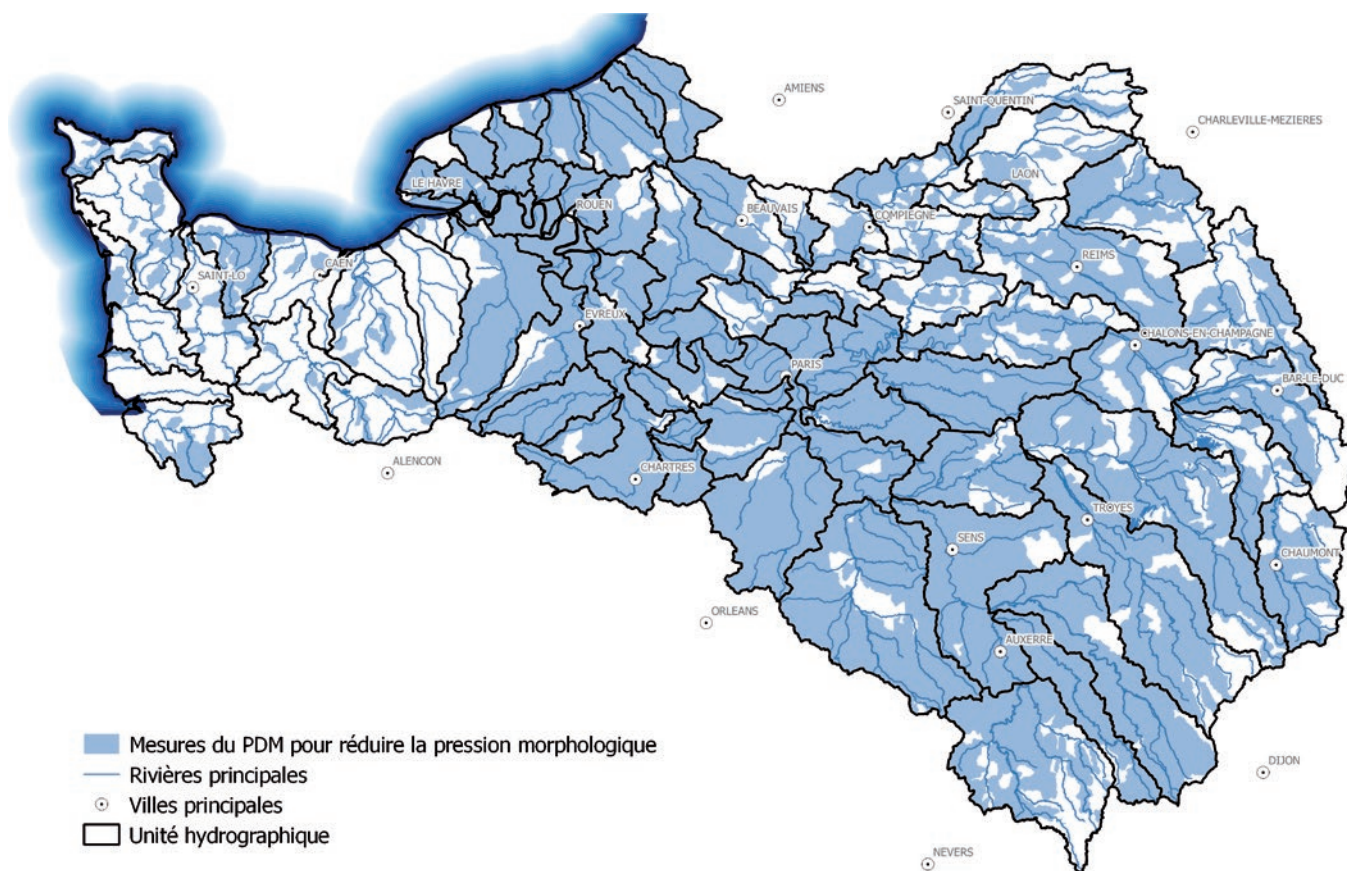 AMIENS
SAINT-QUENTIN
CHARLEVILLE-MEZIERES
LAON
LE HAVRE
ROUEN
BEAUVAIS
COMPIEGNE
REIMS
SAINT-LO
CAEN
EVREUX
CHALONS-EN-CHAMPAGNE
PARIS
BAR-LE-DUC
ALENCON
CHARTRES
TROYES
SENS
CHAUMONT
ORLEANS
AUXERRE
DIJON
NEVERS
Mesures du PDM pour réduire la pression morphologique
Rivières principales
Villes principales
Unité hydrographique